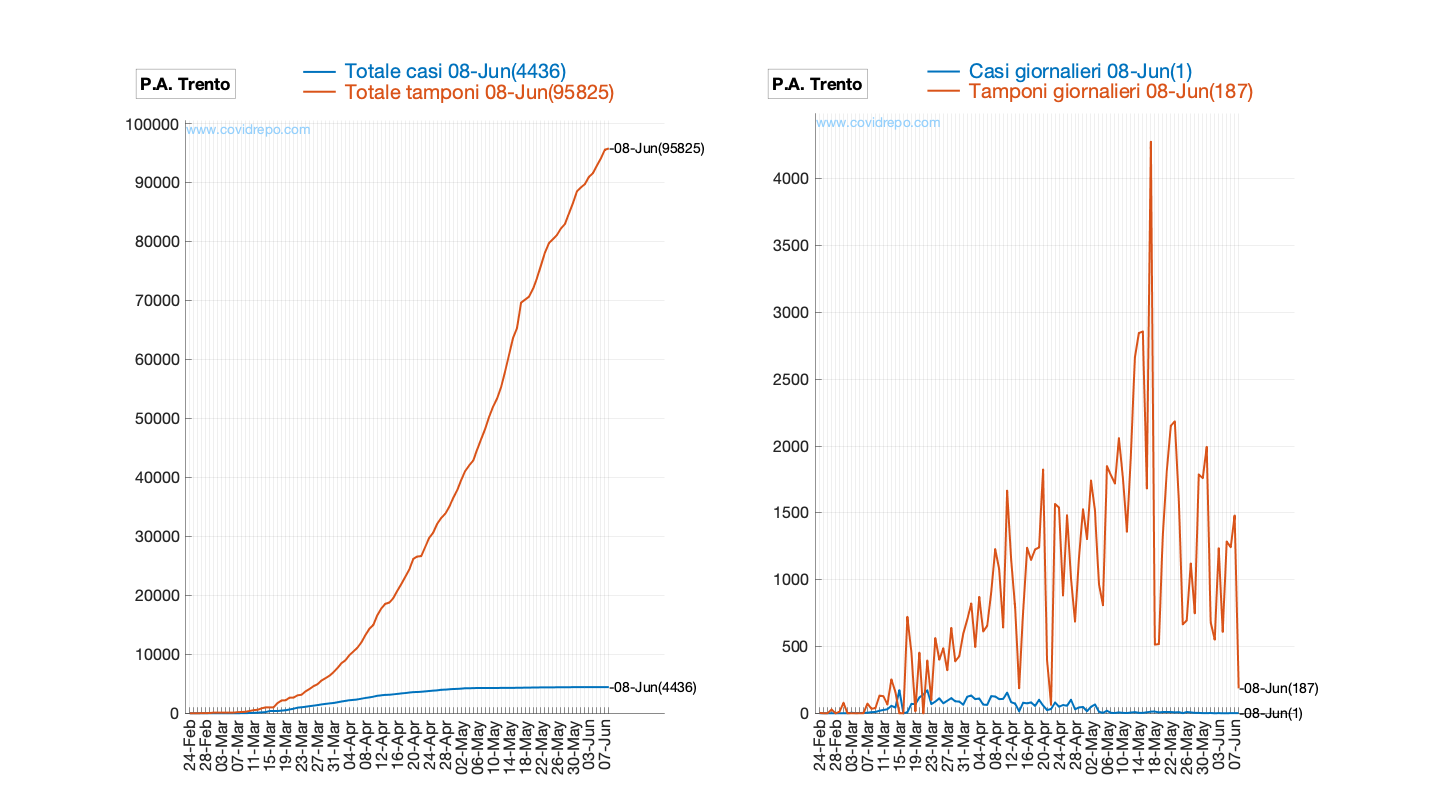 P.A. Trento
Totale casi 08-Jun(4436)
Totale tamponi 08-Jun(95825)
www.covidrepo.com
100000
90000
80000
70000
60000
50000
40000
30000
20000
10000
0
-08-Jun(95825)
-08-Jun(4436)
24-Feb
28-Feb
03-Mar
07-Mar
11-Mar
15-Mar
19-Mar
23-Mar
27-Mar
31-Mar
04-Apr
08-Apr
12-Apr
16-Apr
20-Apr
24-Apr
28-Apr
02-May
06-May
10-May
14-May
18-May
22-May
26-May
30-May
03-Jun
07-Jun
P.A. Trento
Casi giornalieri 08-Jun(1)
Tamponi giornalieri 08-Jun(187)
www.covidrepo.com
4000
3500
3000
2500
2000
1500
1000
500
0
-08-Jun(187)
-08-Jun(1)
24-Feb
28-Feb
03-Mar
07-Mar
11-Mar
15-Mar
19-Mar
23-Mar
27-Mar
31-Mar
04-Apr
08-Apr
12-Apr
16-Apr
20-Apr
24-Apr
28-Apr
02-May
06-May
10-May
14-May
18-May
22-May
26-May
30-May
03-Jun
07-Jun